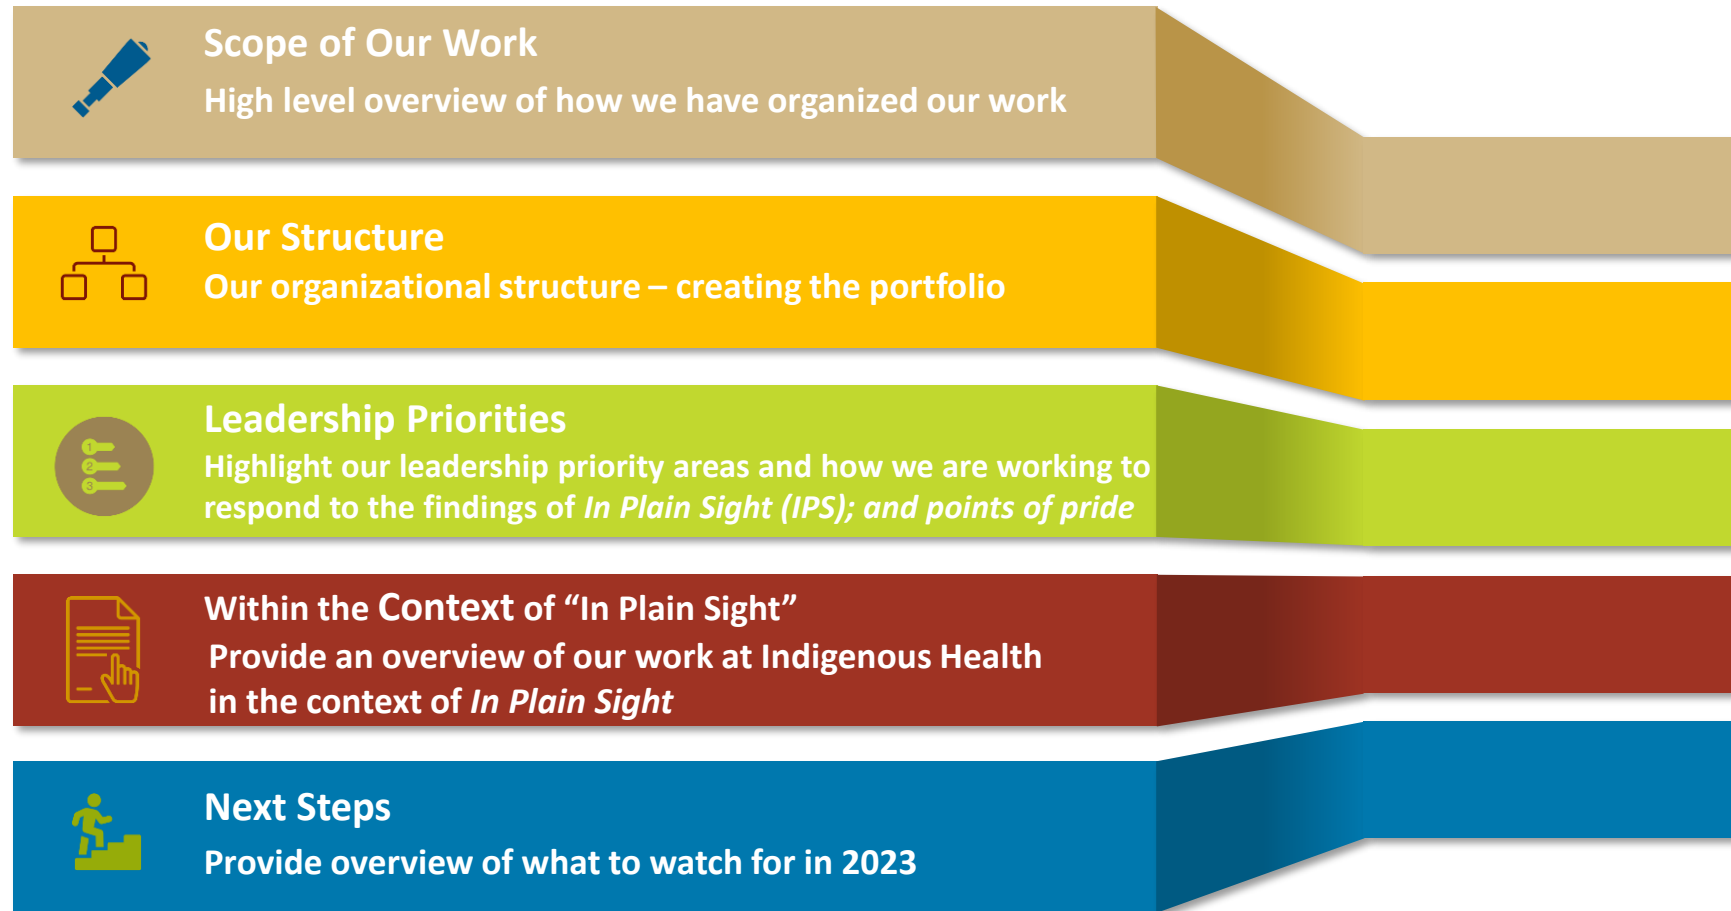 Scope of Our Work
High level overview of how we have organized our work
Our Structure
Our organizational structure – creating the portfolio
Leadership Priorities
Highlight our leadership priority areas and how we are working to
respond to the findings of In Plain Sight (IPS); and points of pride
1
2
3
Within the Context of “In Plain Sight”
Provide an overview of our work at Indigenous Health
in the context of In Plain Sight
Next Steps
Provide overview of what to watch for in 2023